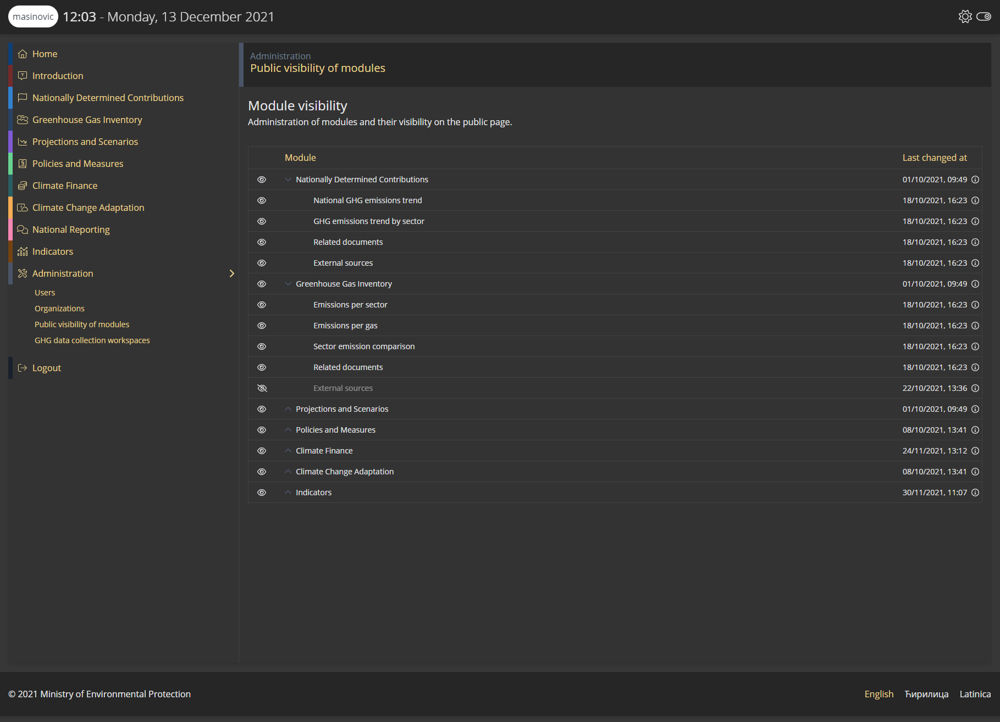 masinovic 12:03 - Monday, 13 December 2021
Home
Introduction
Nationally Determined Contributions
Greenhouse Gas Inventory
Projections and Scenarios
Policies and Measures
Climate Finance
Climate Change Adaptation
National Reporting
Indicators
Administration
Users
Organizations
Public visibility of modules
GHG data collection workspaces
Logout
Administration
Public visibility of modules
Module visibility
Administration of modules and their visibility on the public page.
Module Last changed at
Nationally Determined Contributions 01/10/2021, 09:49
National GHG emissions trend 18/10/2021, 16:23
GHG emissions trend by sector 18/10/2021, 16:23
Related documents 18/10/2021, 16:23
External sources 18/10/2021, 16:23
Greenhouse Gas Inventory 01/10/2021, 09:49
Emissions per sector 18/10/2021, 16:23
Emissions per gas 18/10/2021, 16:23
Sector emission comparison 18/10/2021, 16:23
Related documents 18/10/2021, 16:23
External sources 22/10/2021, 13:36
Projections and Scenarios 01/10/2021, 09:49
Policies and Measures 08/10/2021, 13:41
Climate Finance 24/11/2021, 13:12
Climate Change Adaptation 08/10/2021, 13:41
Indicators 30/11/2021, 11:07
© 2021 Ministry of Environmental Protection
English Ћирилица Latinica